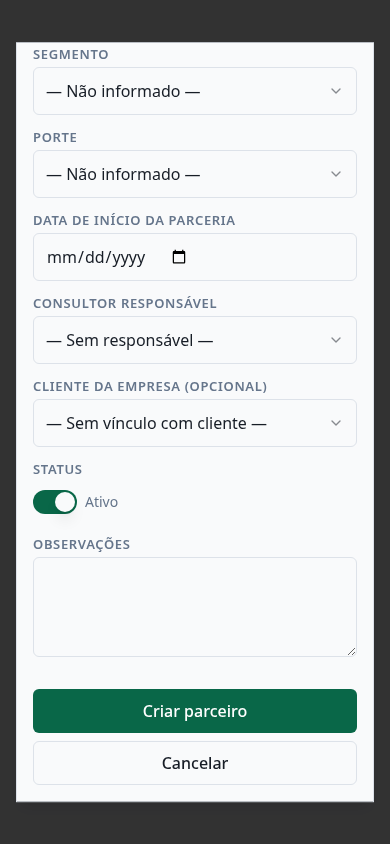 SEGMENTO
— Não informado —
PORTE
— Não informado —
DATA DE INÍCIO DA PARCERIA
mm/dd/yyyy
CONSULTOR RESPONSÁVEL
— Sem responsável —
CLIENTE DA EMPRESA (OPCIONAL)
— Sem vínculo com cliente —
STATUS
Ativo
OBSERVAÇÕES
Criar parceiro
Cancelar